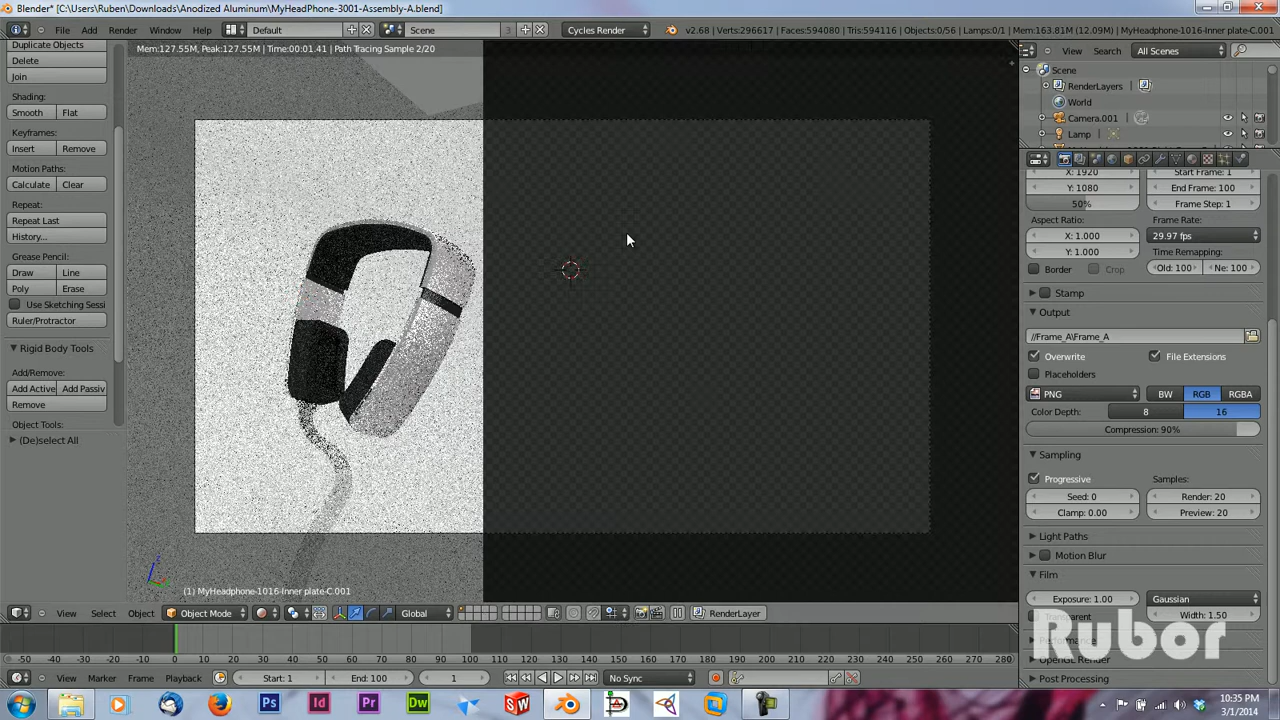 Blender* [C:\Users\Ruben\Downloads\Anodized Aluminum\MyHeadPhone-3001-Assembly-A.blend]
File Add Render Window Help Default Scene 3 Cycles Render v2.68 | Verts:296617 | Faces:594080 | Tris:594116 | Objects:0/56 | Lamps:0/1 | Mem:163.81M (12.09M) | MyHeadphone-1016-Inner plate-C.001
Mem:127.55M, Peak:127.55M | Time:00:01.41 | Path Tracing Sample 2/20
View Search All Scenes
Duplicate Objects
Delete
Join
Shading:
Smooth Flat
Keyframes:
Insert Remove
Motion Paths:
Calculate Clear
Repeat:
Repeat Last
History...
Grease Pencil:
Draw Line
Poly Erase
Use Sketching Sessi
Ruler/Protractor
Rigid Body Tools
Add/Remove:
Add Active Add Passiv
Remove
Object Tools:
(De)select All
(1) MyHeadphone-1016-Inner plate-C.001
View Select Object Object Mode Global RenderLayer
Scene
RenderLayers
World
Camera.001
Lamp
X: 1920 Start Frame: 1
Y: 1080 End Frame: 100
50% Frame Step: 1
Aspect Ratio: Frame Rate:
X: 1.000 29.97 fps
Y: 1.000 Time Remapping:
Border Crop Old: 100 Ne: 100
Stamp
Output
//Frame_A\Frame_A
Overwrite File Extensions
Placeholders
PNG BW RGB RGBA
Color Depth: 8 16
Compression: 90%
Sampling
Progressive Samples:
Seed: 0 Render: 20
Clamp: 0.00 Preview: 20
Light Paths
Motion Blur
Film
Exposure: 1.00 Gaussian
Transparent Width: 1.50
Rubor
OpenGL Render
Post Processing
-50 -40 -30 -20 -10 0 10 20 30 40 50 60 70 80 90 100 110 120 130 140 150 160 170 180 190 200 210 220 230 240 250 260 270 280
View Marker Frame Playback Start: 1 End: 100 1 No Sync
Ps Id Pr Dw SW
10:35 PM
3/1/2014